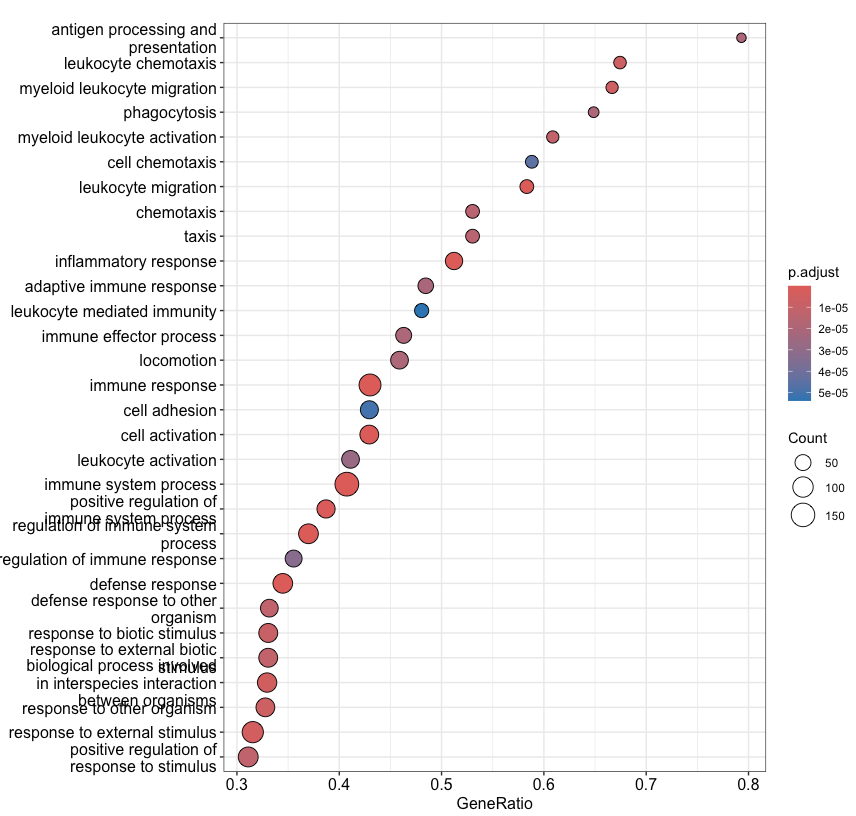 antigen processing and
presentation
leukocyte chemotaxis
myeloid leukocyte migration
phagocytosis
myeloid leukocyte activation
cell chemotaxis
leukocyte migration
chemotaxis
taxis
inflammatory response
adaptive immune response
leukocyte mediated immunity
immune effector process
locomotion
immune response
cell adhesion
cell activation
leukocyte activation
immune system process
positive regulation of
immune system process
regulation of immune system
process
regulation of immune response
defense response
defense response to other
organism
response to biotic stimulus
response to external biotic
stimulus
biological process involved
in interspecies interaction
between organisms
response to other organism
response to external stimulus
positive regulation of
response to stimulus
0.3 0.4 0.5 0.6 0.7 0.8
GeneRatio
p.adjust
1e-05
2e-05
3e-05
4e-05
5e-05
Count
50
100
150